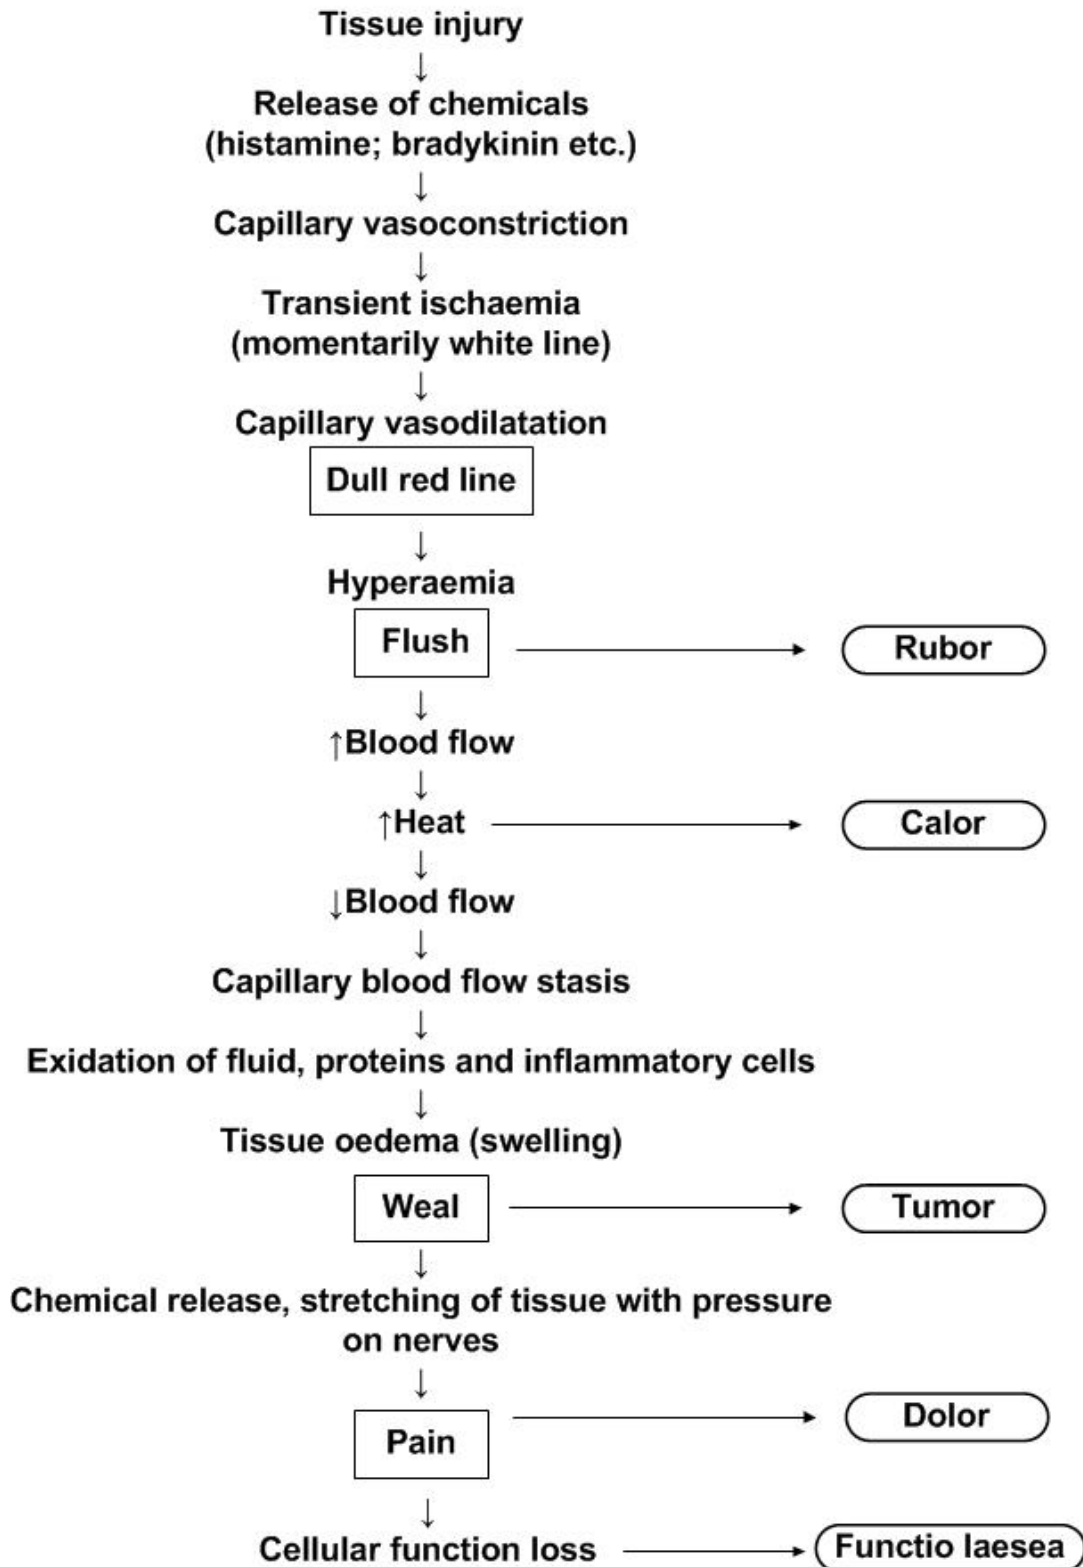 Tissue injury
↓
Release of chemicals
(histamine; bradykinin etc.)
↓
Capillary vasoconstriction
↓
Transient ischaemia
(momentarily white line)
↓
Capillary vasodilatation
Dull red line
↓
Hyperaemia
Flush
Rubor
↓
↑Blood flow
↓
↑Heat
Calor
↓
↓Blood flow
↓
Capillary blood flow stasis
↓
Exidation of fluid, proteins and inflammatory cells
↓
Tissue oedema (swelling)
Weal
Tumor
↓
Chemical release, stretching of tissue with pressure
on nerves
↓
Pain
Dolor
↓
Cellular function loss
Functio laesea